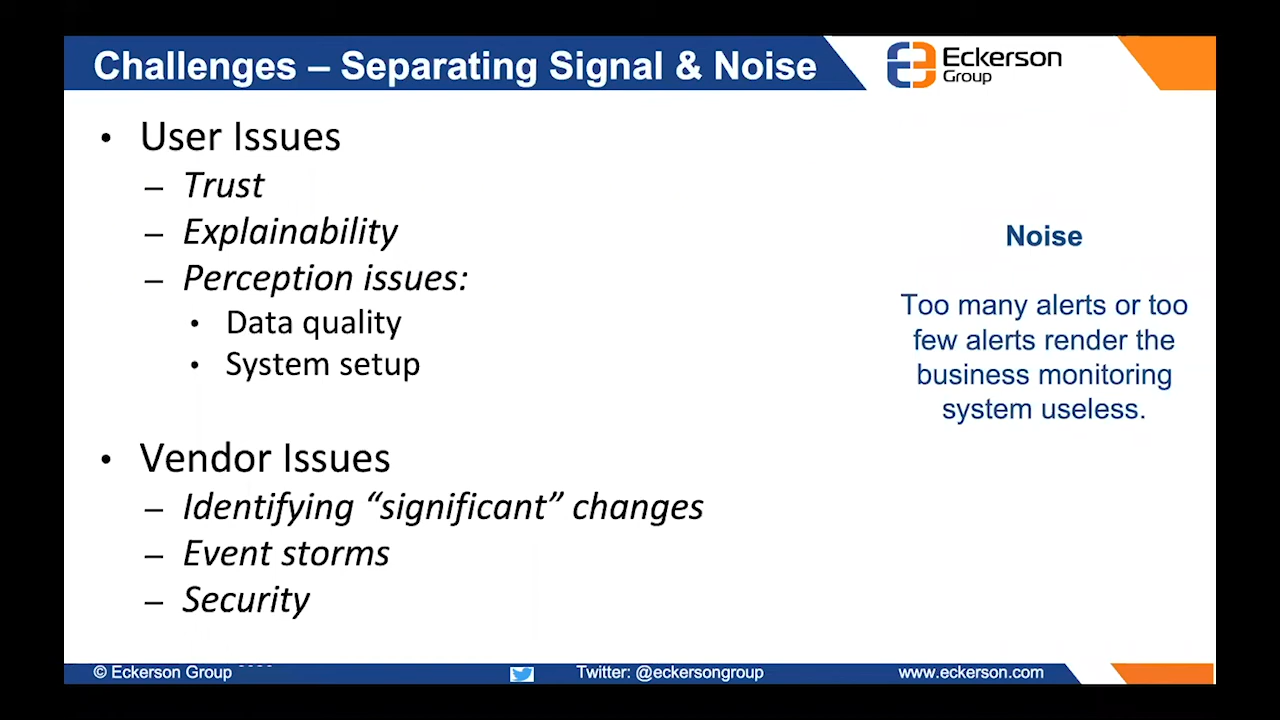 Challenges – Separating Signal & Noise
Eckerson
Group
• User Issues
– Trust
– Explainability
– Perception issues:
• Data quality
• System setup
• Vendor Issues
– Identifying “significant” changes
– Event storms
– Security
Noise
Too many alerts or too
few alerts render the
business monitoring
system useless.
© Eckerson Group
Twitter: @eckersongroup
www.eckerson.com